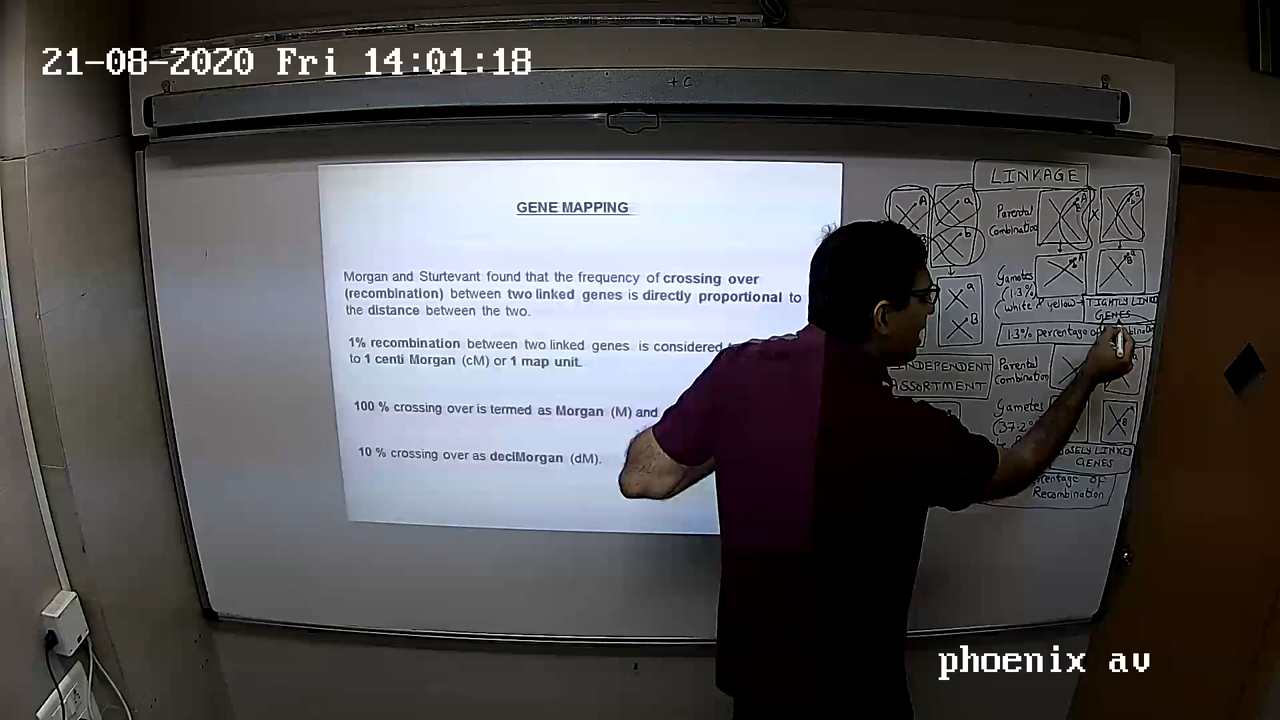 21-08-2020 Fri 14:01:18
+ C
GENE MAPPING
Morgan and Sturtevant found that the frequency of crossing over
(recombination) between two linked genes is directly proportional to
the distance between the two.
1% recombination between two linked genes is considered
to 1 centi Morgan (cM) or 1 map unit.
100 % crossing over is termed as Morgan (M) and
10 % crossing over as deciMorgan (dM).
LINKAGE
A
a
b
Parental
Combination
A
X
Gametes
(1.3%)
white & yellow
TIGHTLY LINKED
GENES
a
B
1.3% percentage of
INDEPENDENT
ASSORTMENT
Parental
Combination
Gametes
(37.2%
B
LOOSELY LINKED
GENES
Percentage of
Recombination
phoenix av